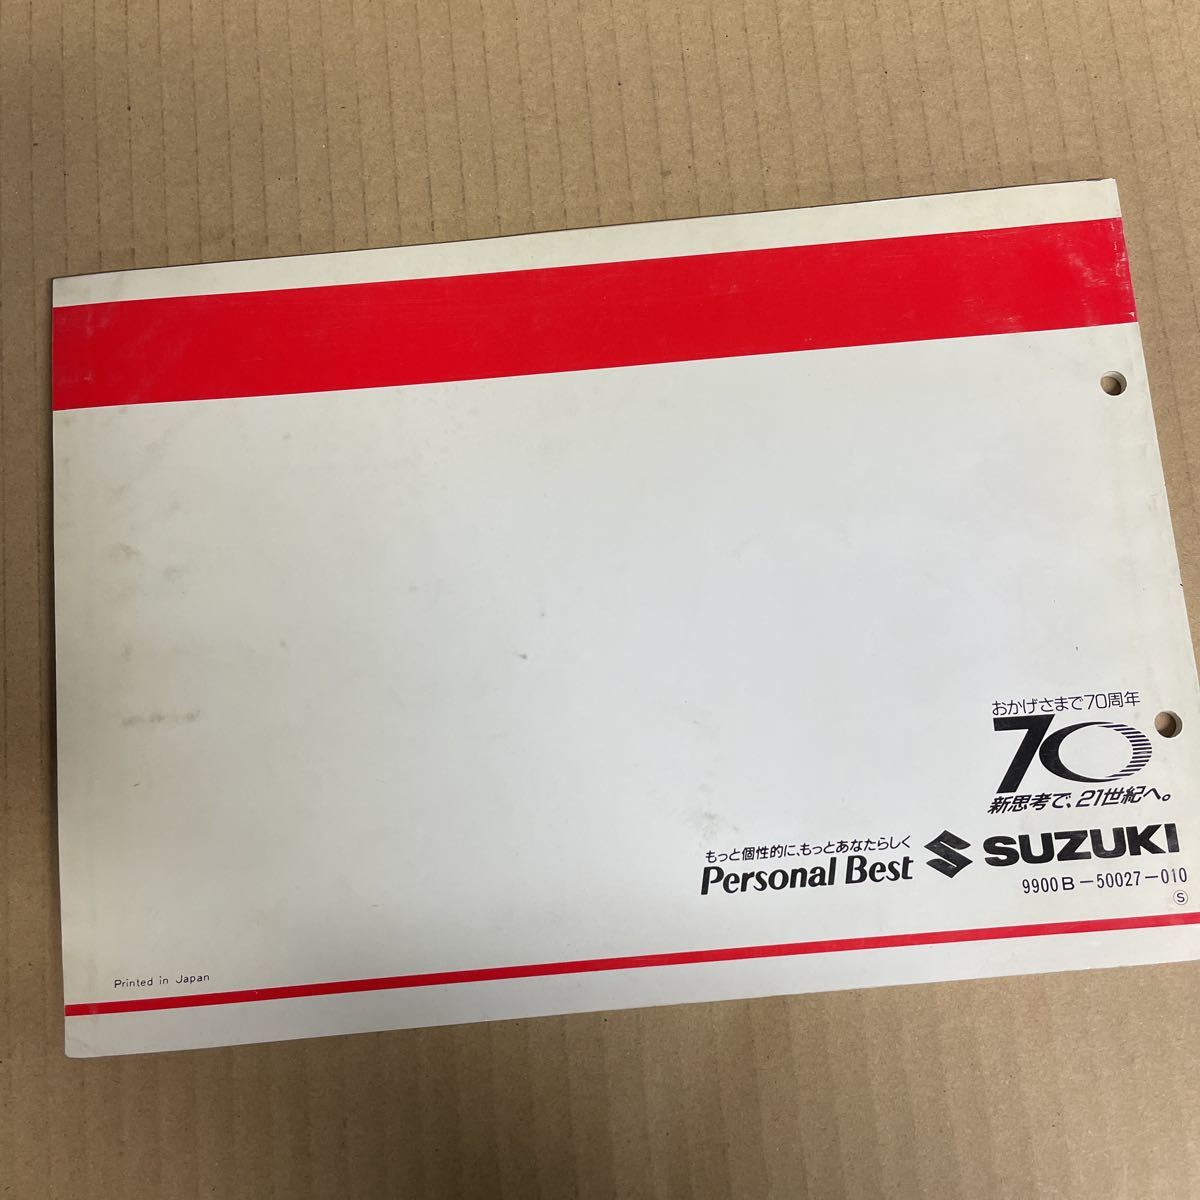 おかげさまで70周年
70
新思考で、21世紀へ。
もっと個性的に、もっとあなたらしく
Personal Best
SUZUKI
9900B-50027-010
Ⓢ
Printed in Japan